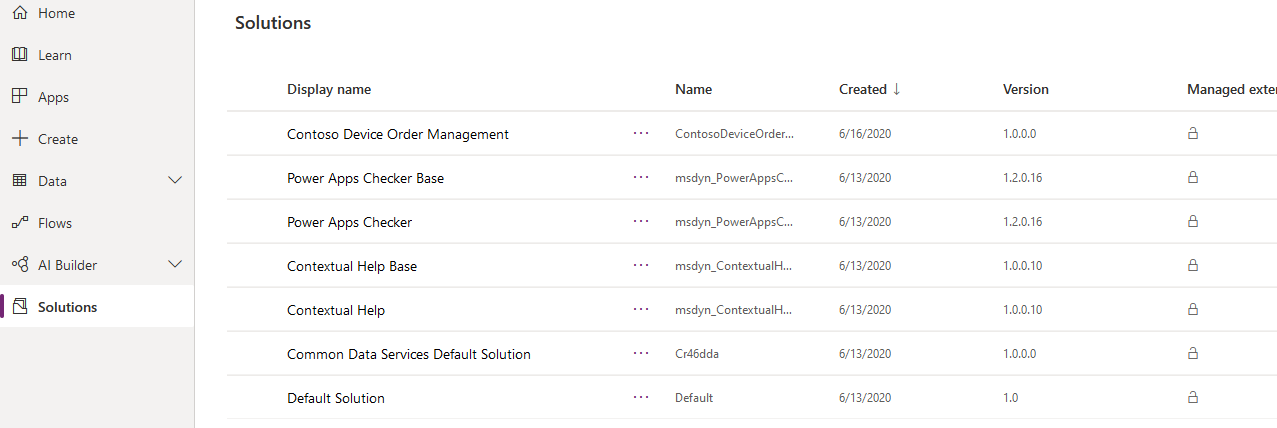 Home
Learn
Apps
Create
Data
Flows
AI Builder
Solutions
Solutions
Display name Name Created ↓ Version Managed exter
Contoso Device Order Management ··· ContosoDeviceOrder... 6/16/2020 1.0.0.0
Power Apps Checker Base ··· msdyn_PowerAppsC... 6/13/2020 1.2.0.16
Power Apps Checker ··· msdyn_PowerAppsC... 6/13/2020 1.2.0.16
Contextual Help Base ··· msdyn_ContextualH... 6/13/2020 1.0.0.10
Contextual Help ··· msdyn_ContextualH... 6/13/2020 1.0.0.10
Common Data Services Default Solution ··· Cr46dda 6/13/2020 1.0.0.0
Default Solution ··· Default 6/13/2020 1.0